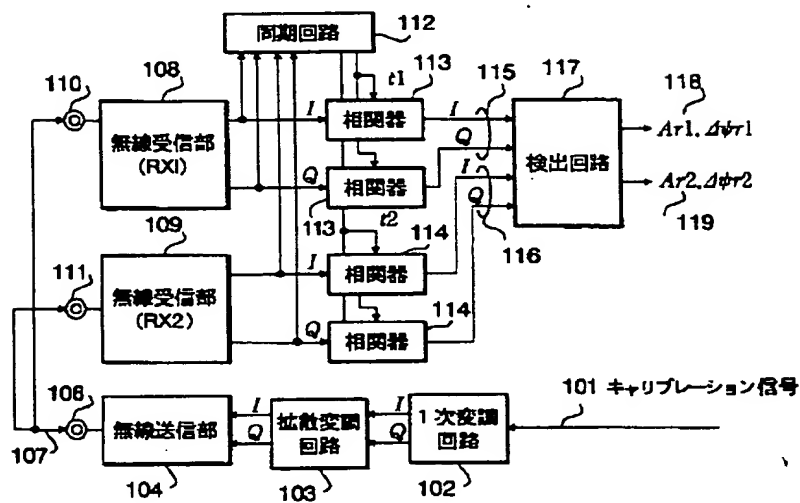 同期回路
112
110
108
無線受信部
(RX1)
I
Q
t1
113
相関器
相関器
113
t2
I
Q
115
117
検出回路
118
Ar1,Δψr1
Ar2,Δψr2
119
I
Q
116
109
111
無線受信部
(RX2)
I
Q
114
相関器
114
相関器
106
107
無線送信部
104
I
Q
拡散変調
回路
103
I
Q
1次変調
回路
102
101 キャリブレーション信号